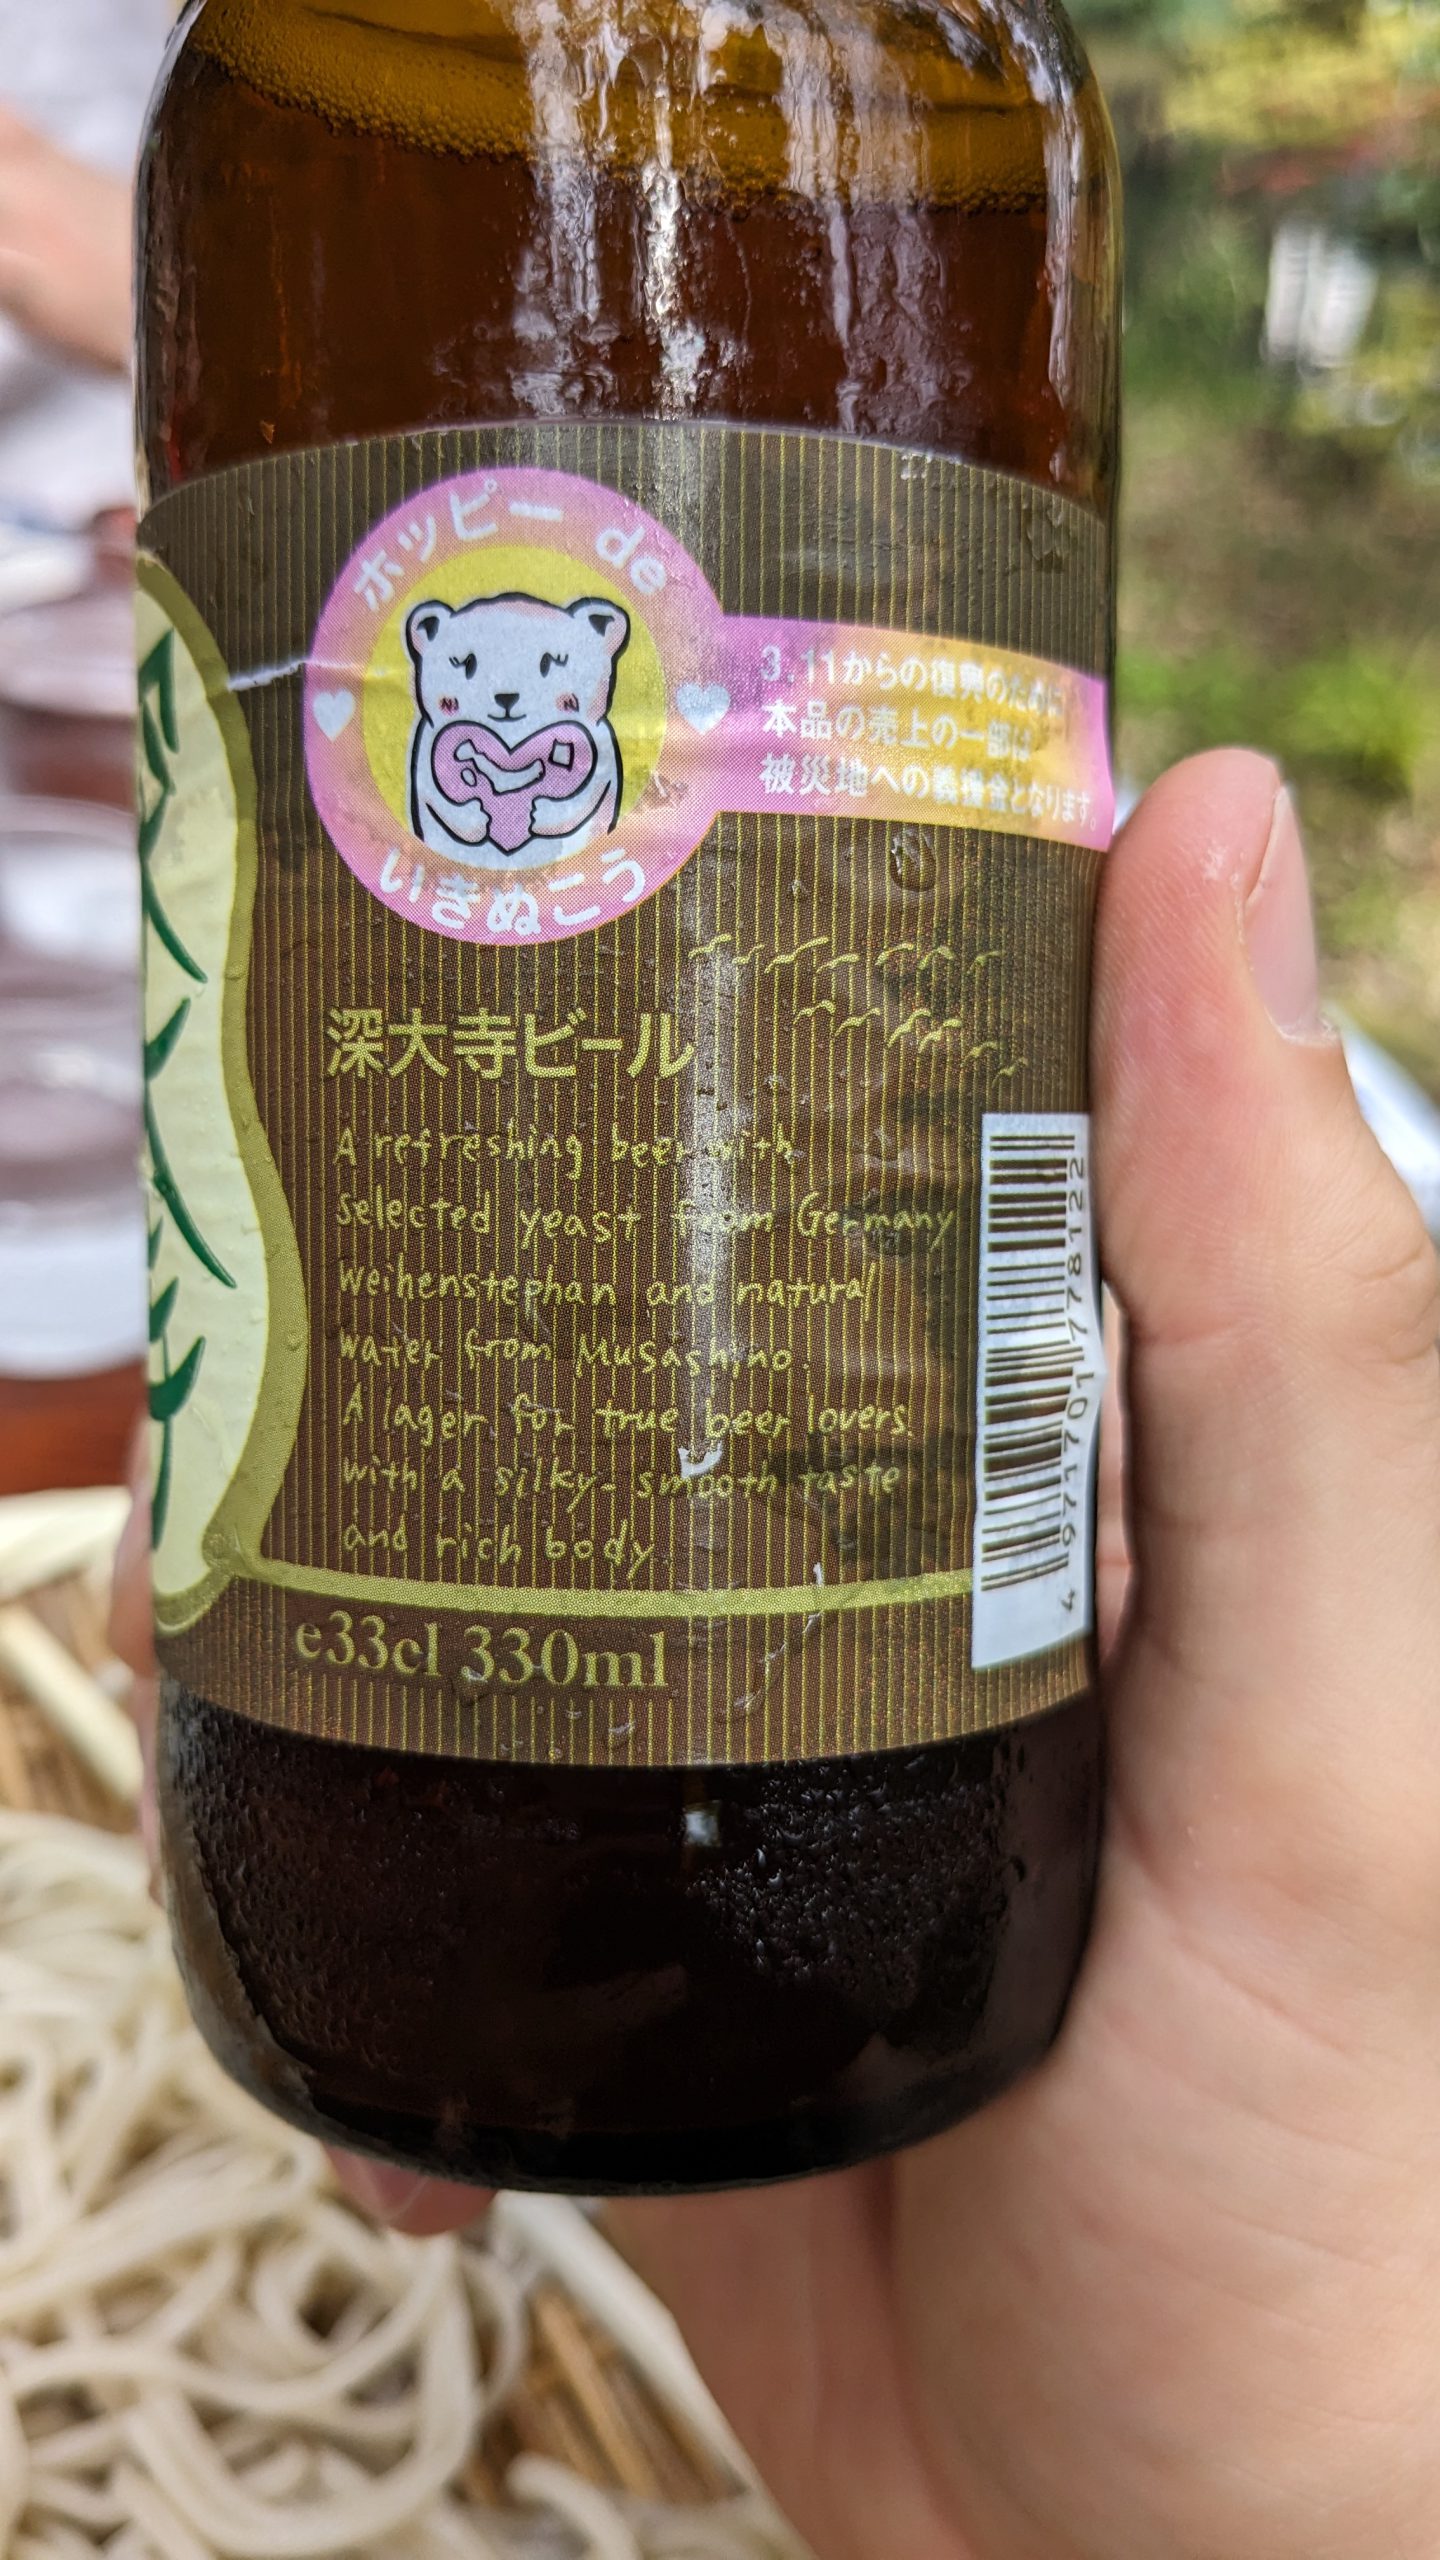 ホッピー de
いきぬこう
3.11からの復興のために
本品の売上の一部は
被災地への義援金となります。
深大寺ビール
A refreshing beer with
selected yeast from Germany
weihenstephan and natural
water from Musashino.
A lager for true beer lovers.
with a silky-smooth taste
and rich body.
e33cl 330ml
4 971701 778122